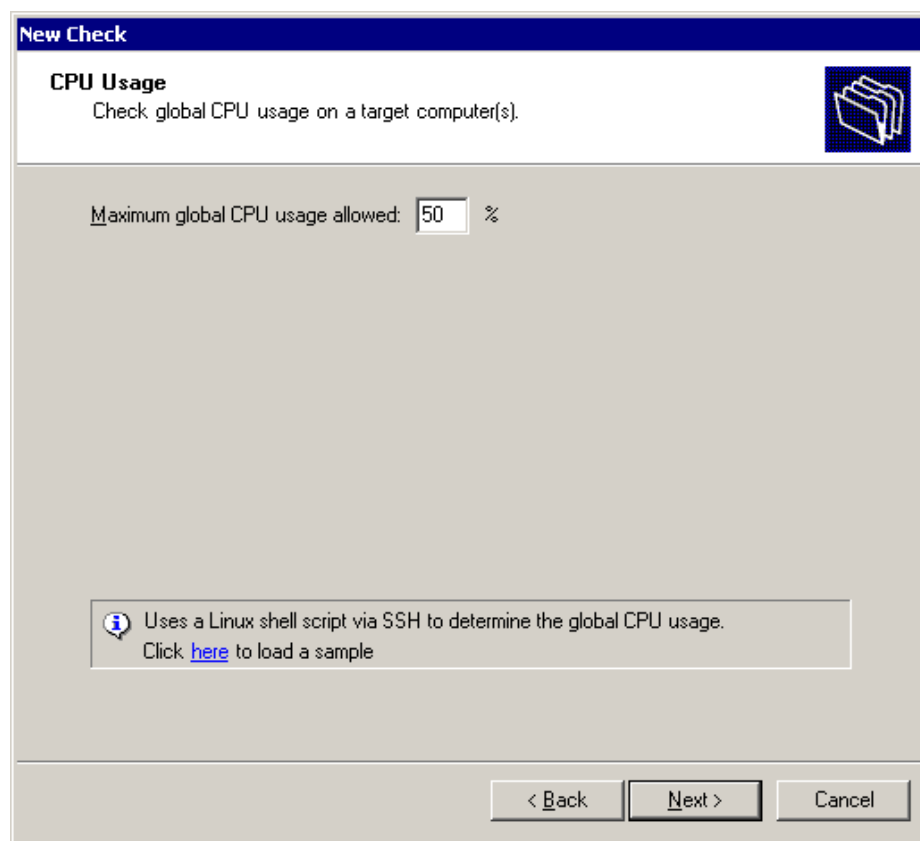 New Check
CPU Usage
Check global CPU usage on a target computer(s).
Maximum global CPU usage allowed: 50 %
Uses a Linux shell script via SSH to determine the global CPU usage.
Click here to load a sample
< Back Next > Cancel